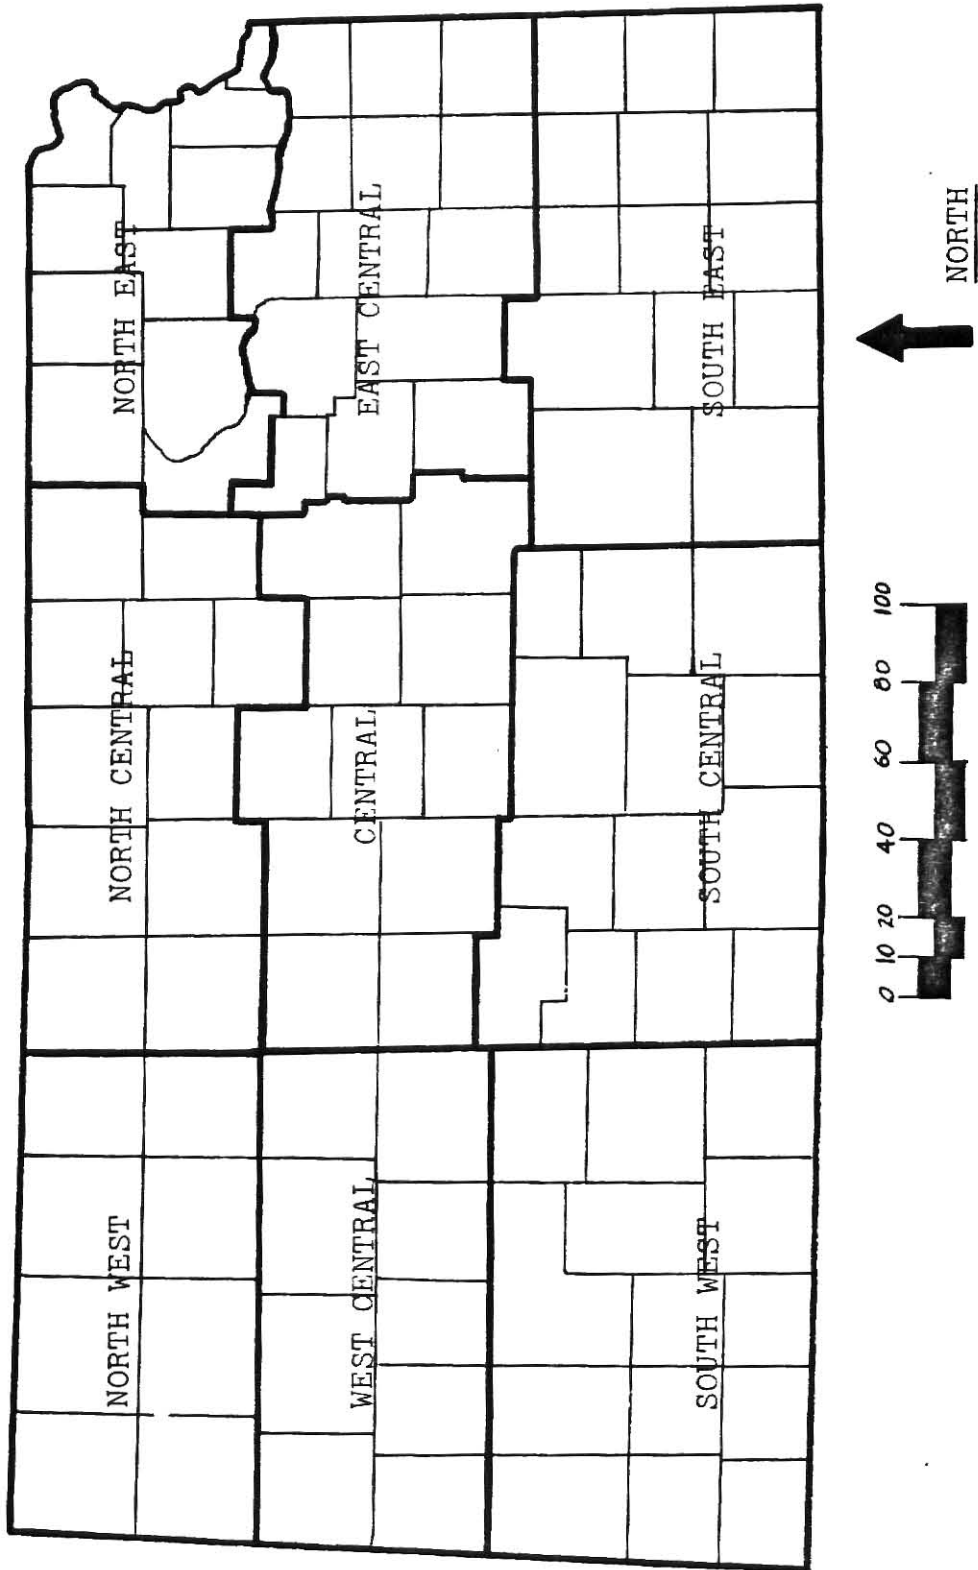 NORTH WEST
NORTH CENTRAL
NORTH EAST
WEST CENTRAL
CENTRAL
EAST CENTRAL
SOUTH WEST
SOUTH CENTRAL
SOUTH EAST
0 10 20 40 60 80 100
NORTH